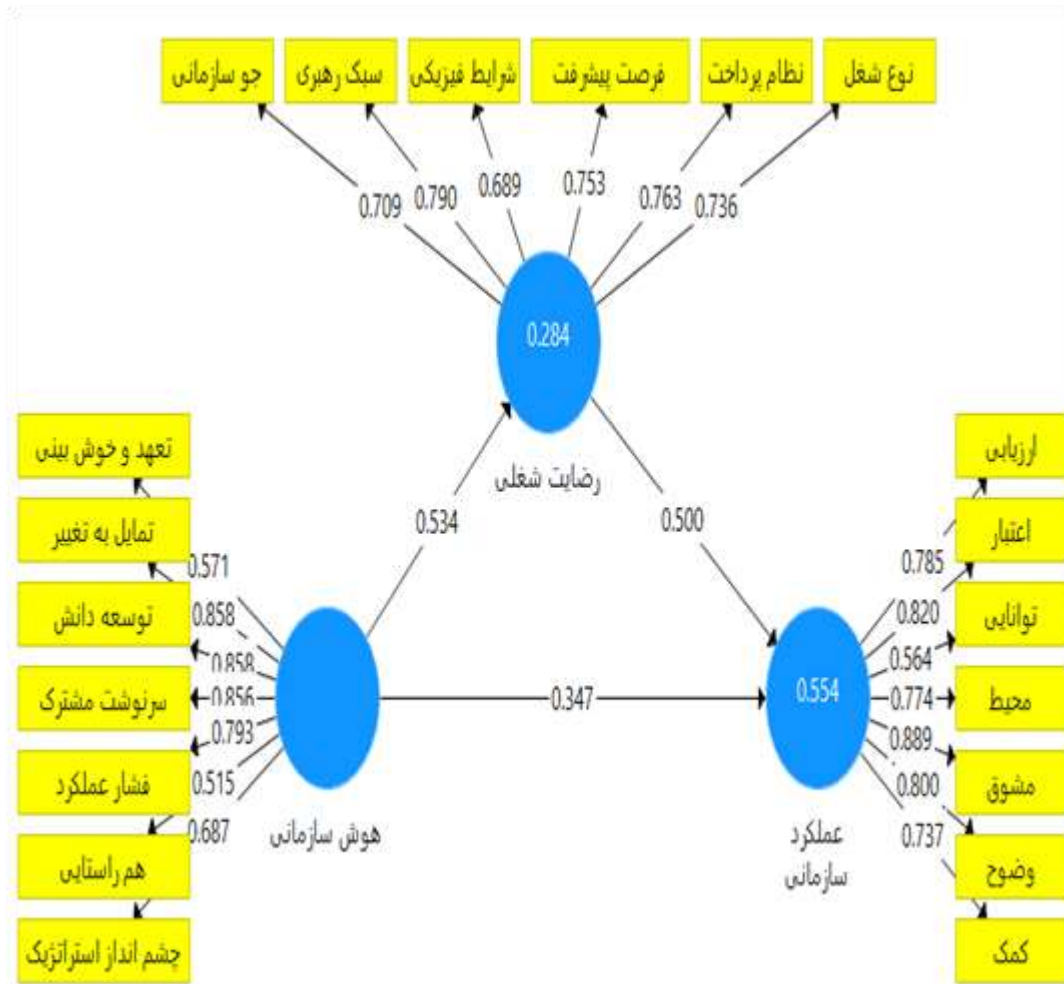 نوع شغل
نظام پرداخت
فرصت پیشرفت
شرایط فیزیکی
سبک رهبری
جو سازمانی
0.736
0.763
0.753
0.689
0.790
0.709
0.284
رضایت شغلی
0.534
0.500
0.347
ارزیابی
اعتبار
توانایی
محیط
مشوق
وضوح
کمک
0.785
0.820
0.564
0.774
0.889
0.800
0.737
0.554
عملکرد
سازمانی
تعهد و خوش بینی
تمایل به تغییر
توسعه دانش
سرنوشت مشترک
فشار عملکرد
هم راستایی
چشم انداز استراتژیک
0.571
0.858
0.858
0.856
0.793
0.515
0.687
هوش سازمانی